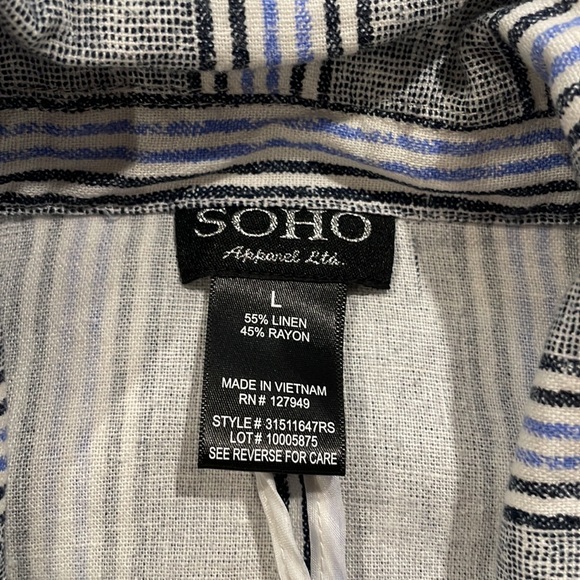 SOHO
Apparel Ltd.
L
55% LINEN
45% RAYON
MADE IN VIETNAM
RN# 127949
STYLE# 31511647RS
LOT# 10005875
SEE REVERSE FOR CARE